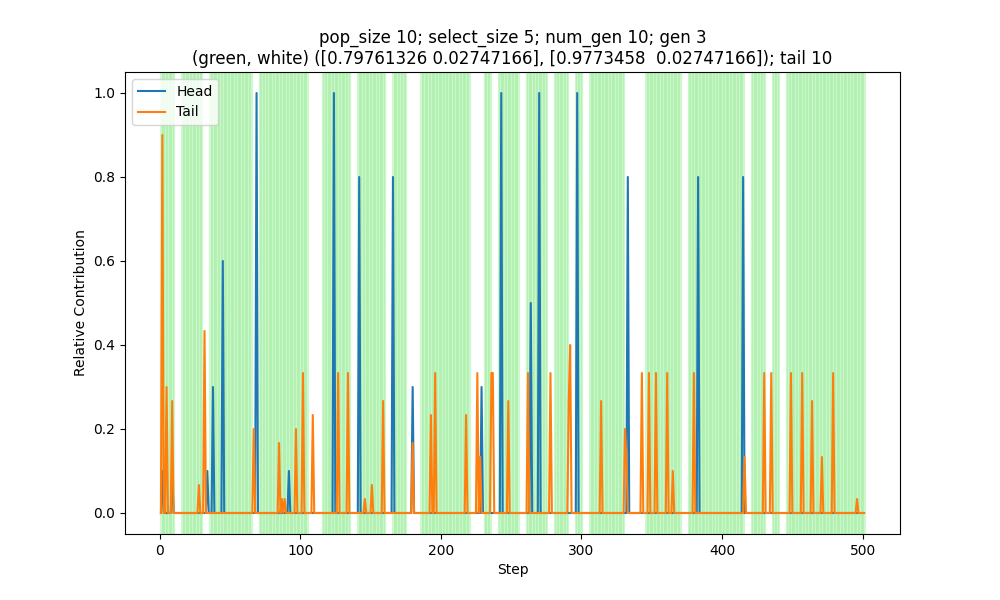 pop_size 10; select_size 5; num_gen 10; gen 3
(green, white) ([0.79761326 0.02747166], [0.9773458  0.02747166]); tail 10
Head
Tail
1.0
0.8
0.6
0.4
0.2
0.0
Relative Contribution
0
100
200
300
400
500
Step